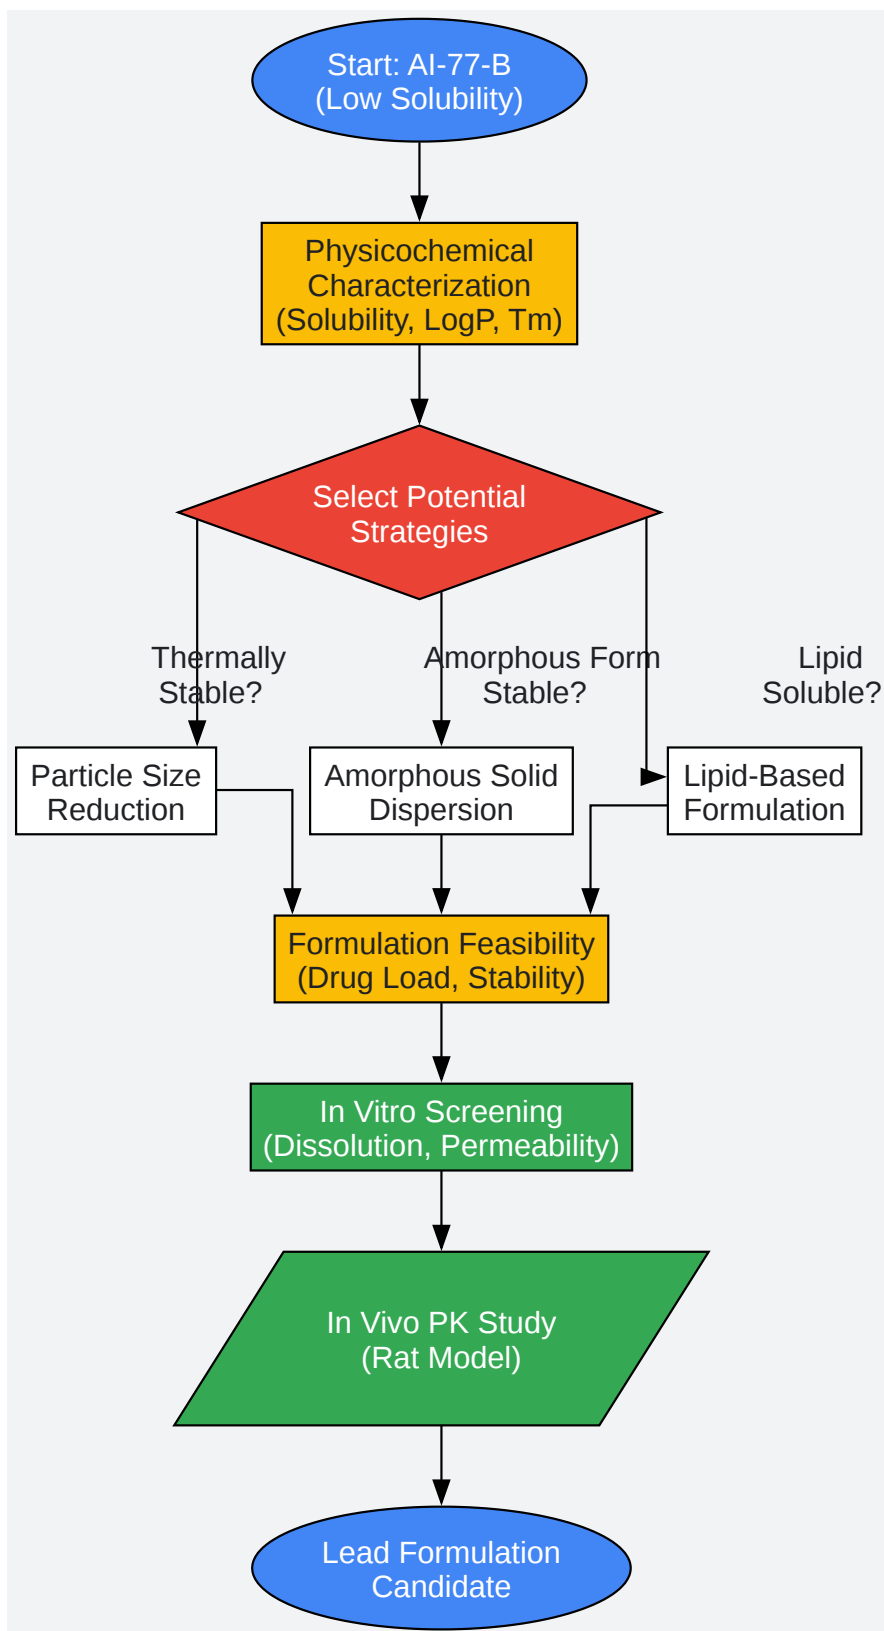 Start: AI-77-B
(Low Solubility)
Physicochemical
Characterization
(Solubility, LogP, Tm)
Select Potential
Strategies
Thermally
Stable?
Amorphous Form
Stable?
Lipid
Soluble?
Particle Size
Reduction
Amorphous Solid
Dispersion
Lipid-Based
Formulation
Formulation Feasibility
(Drug Load, Stability)
In Vitro Screening
(Dissolution, Permeability)
In Vivo PK Study
(Rat Model)
Lead Formulation
Candidate